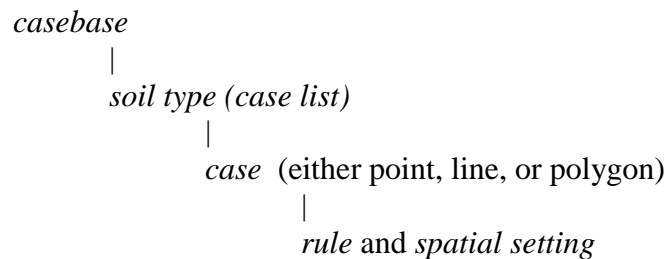 casebase
|
soil type (case list)
|
case (either point, line, or polygon)
|
rule and spatial setting